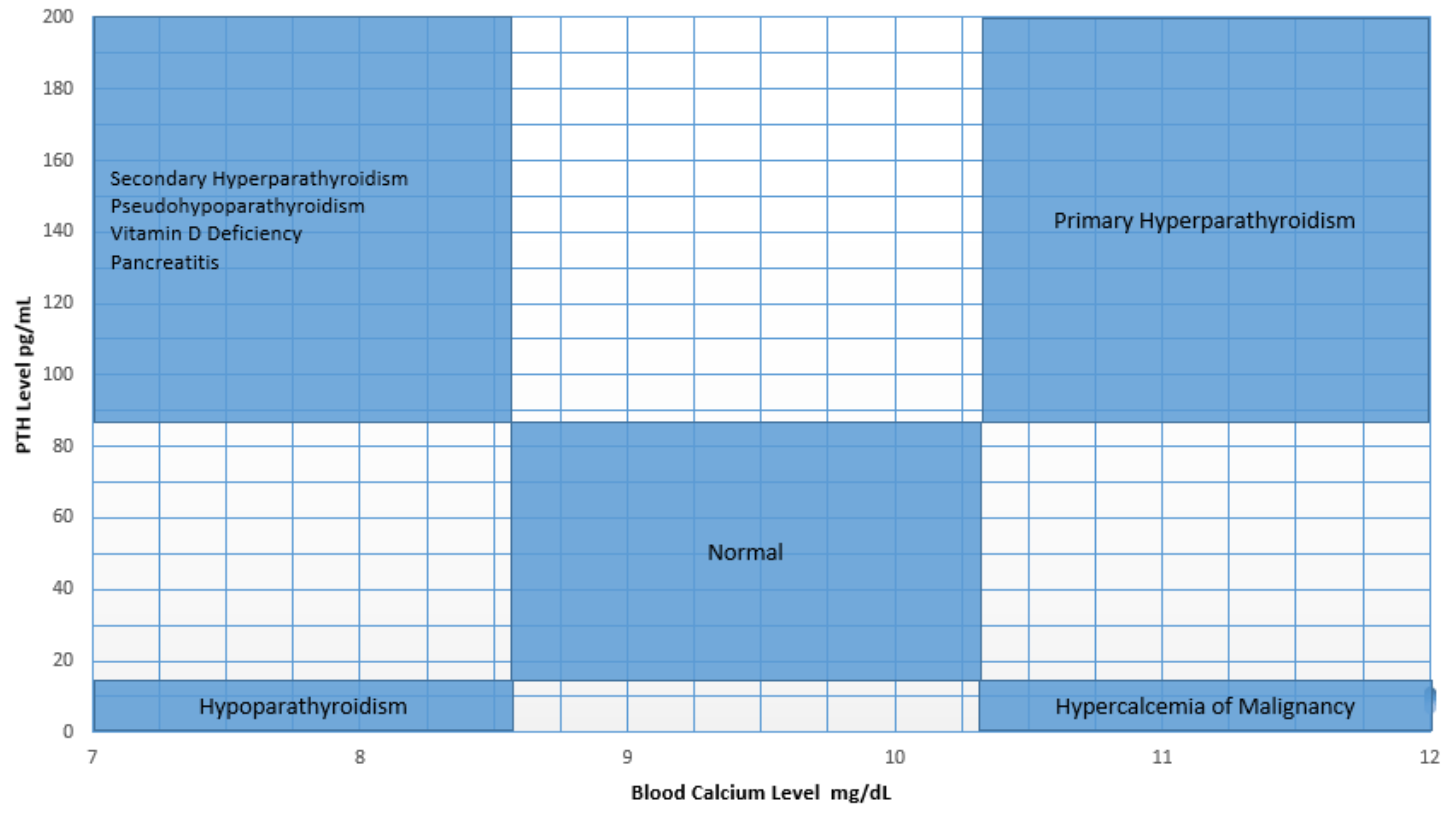 200
180
160
140
120
100
80
60
40
20
0
PTH Level pg/mL
Secondary Hyperparathyroidism
Pseudohypoparathyroidism
Vitamin D Deficiency
Pancreatitis
Primary Hyperparathyroidism
Normal
Hypoparathyroidism
Hypercalcemia of Malignancy
7 8 9 10 11 12
Blood Calcium Level mg/dL